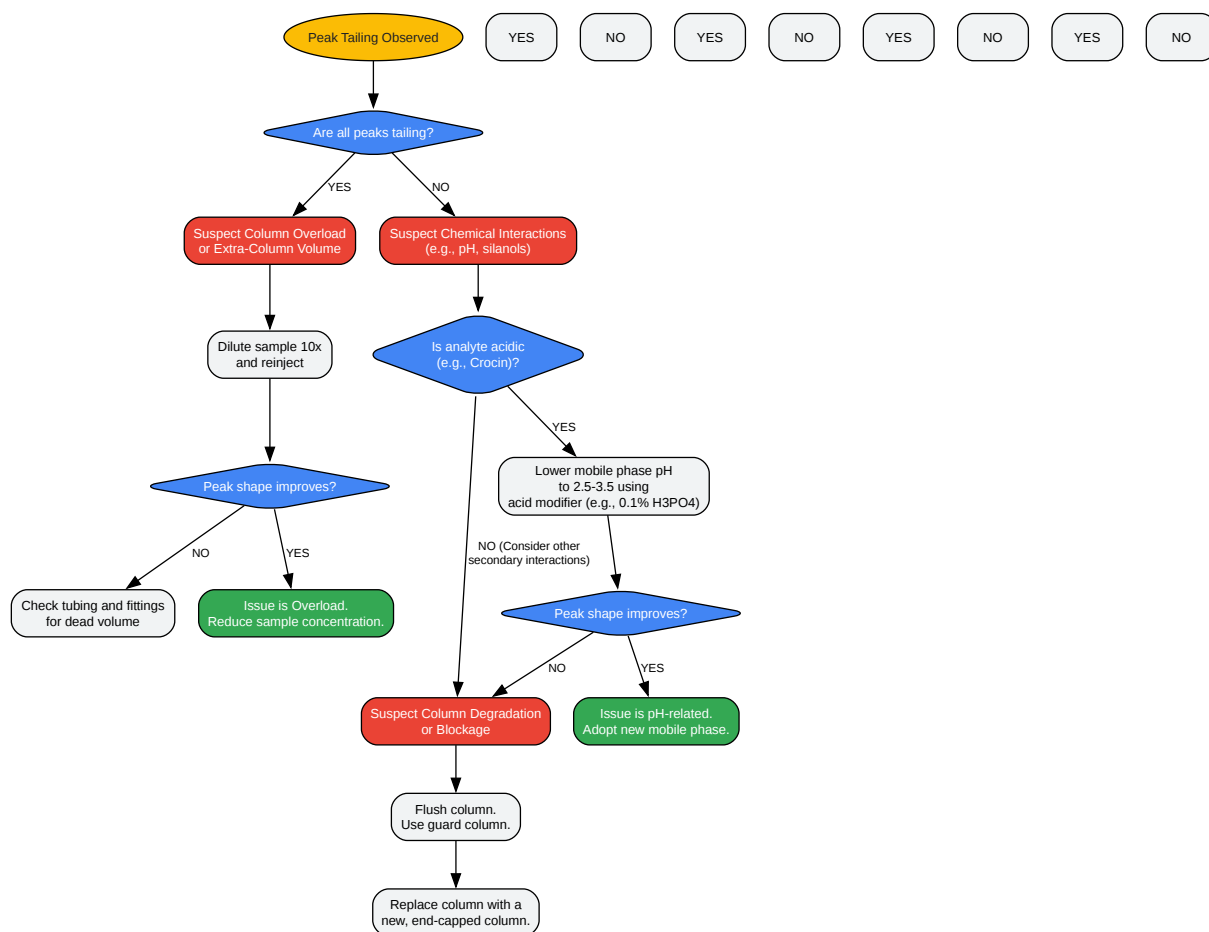 Peak Tailing Observed
YES
NO
YES
NO
YES
NO
YES
NO
Are all peaks tailing?
YES
NO
Suspect Column Overload
or Extra-Column Volume
Suspect Chemical Interactions
(e.g., pH, silanols)
Dilute sample 10x
and reinject
Is analyte acidic
(e.g., Crocin)?
YES
Lower mobile phase pH
to 2.5-3.5 using
acid modifier (e.g., 0.1% H3PO4)
Peak shape improves?
NO
YES
NO (Consider other
secondary interactions)
Check tubing and fittings
for dead volume
Issue is Overload.
Reduce sample concentration.
Peak shape improves?
NO
YES
Suspect Column Degradation
or Blockage
Issue is pH-related.
Adopt new mobile phase.
Flush column.
Use guard column.
Replace column with a
new, end-capped column.